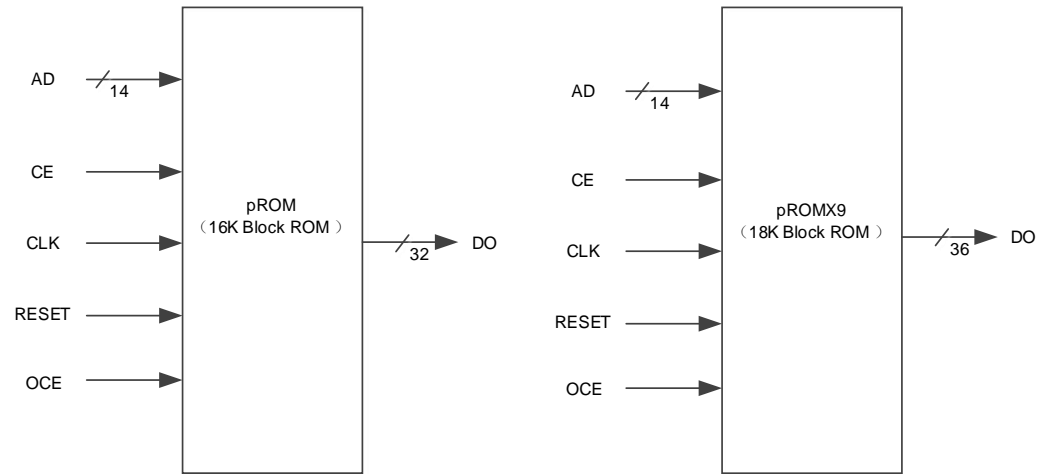 AD
14
CE
pROM
（16K Block ROM ）
CLK
32
DO
RESET
OCE
AD
14
CE
pROMX9
（18K Block ROM ）
CLK
36
DO
RESET
OCE